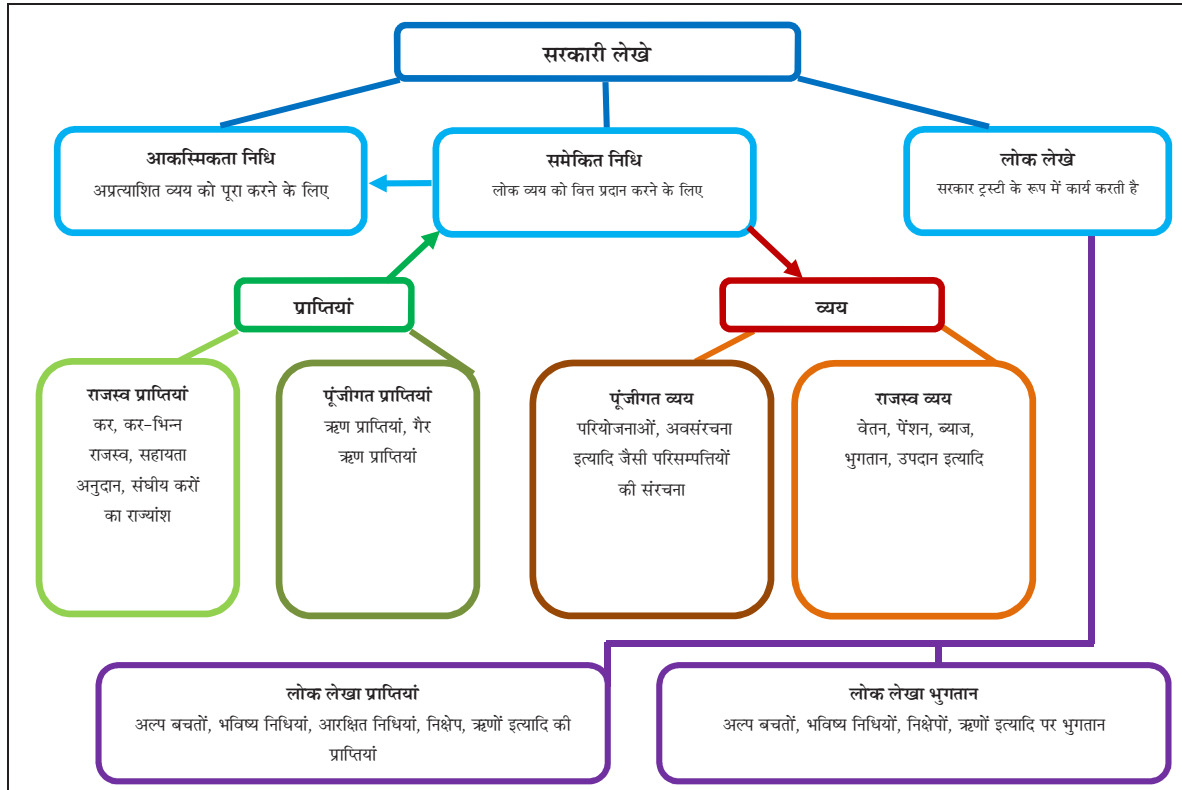 सरकारी लेखे
आकस्मिकता निधि
अप्रत्याशित व्यय को पूरा करने के लिए
समेकित निधि
लोक व्यय को वित्त प्रदान करने के लिए
लोक लेखे
सरकार ट्रस्टी के रूप में कार्य करती है
प्राप्तियां
व्यय
राजस्व प्राप्तियां
कर, कर-भिन्न
राजस्व, सहायता
अनुदान, संघीय करों
का राज्यांश
पूंजीगत प्राप्तियां
ऋण प्राप्तियां, गैर
ऋण प्राप्तियां
पूंजीगत व्यय
परियोजनाओं, अवसंरचना
इत्यादि जैसी परिसम्पत्तियों
की संरचना
राजस्व व्यय
वेतन, पेंशन, ब्याज,
भुगतान, उपदान इत्यादि
लोक लेखा प्राप्तियां
अल्प बचतों, भविष्य निधियां, आरक्षित निधियां, निक्षेप, ऋणों इत्यादि की
प्राप्तियां
लोक लेखा भुगतान
अल्प बचतों, भविष्य निधियों, निक्षेपों, ऋणों इत्यादि पर भुगतान